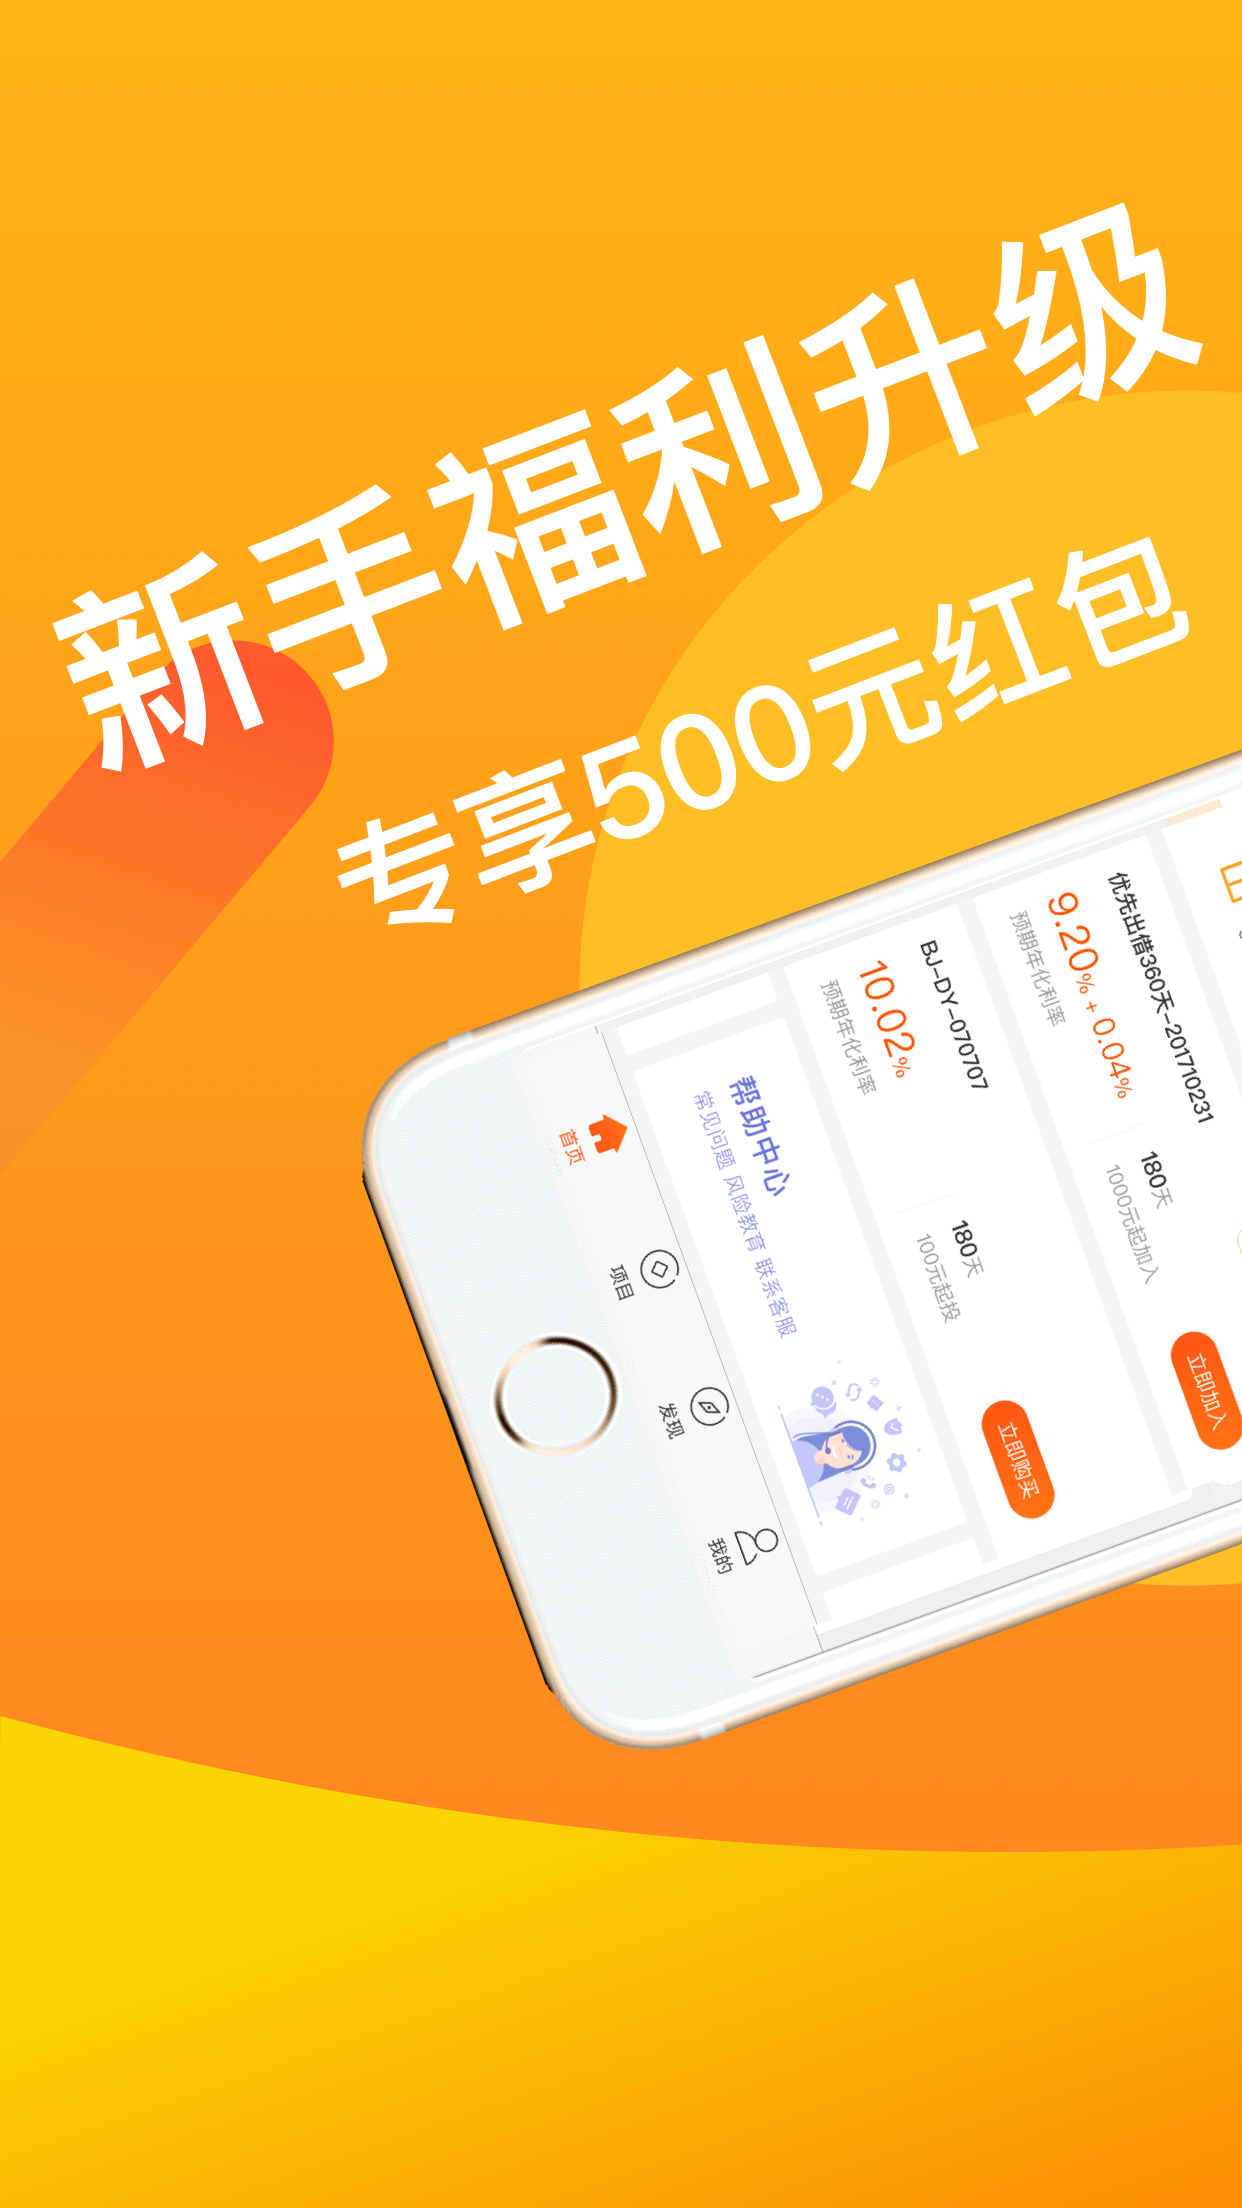 新手福利升级
专享500元红包
优先出借360天-201710231
9.20% + 0.04%
预期年化利率
180天
1000元起加入
立即加入
BJ-DY-070707
10.02%
预期年化利率
180天
100元起投
立即购买
帮助中心
常见问题 风险教育 联系客服
首页
项目
发现
我的